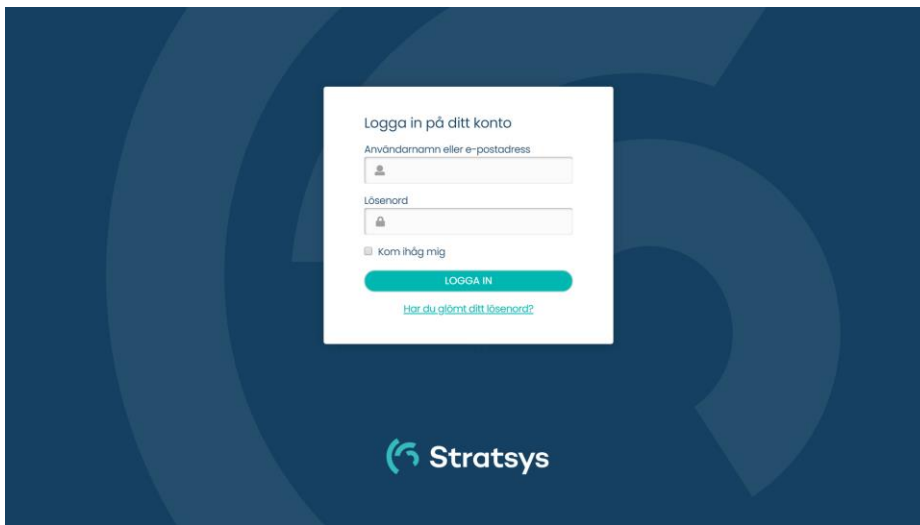 Logga in på ditt konto
Användarnamn eller e-postadress
Lösenord
Kom ihåg mig
LOGGA IN
Har du glömt ditt lösenord?
Stratsys